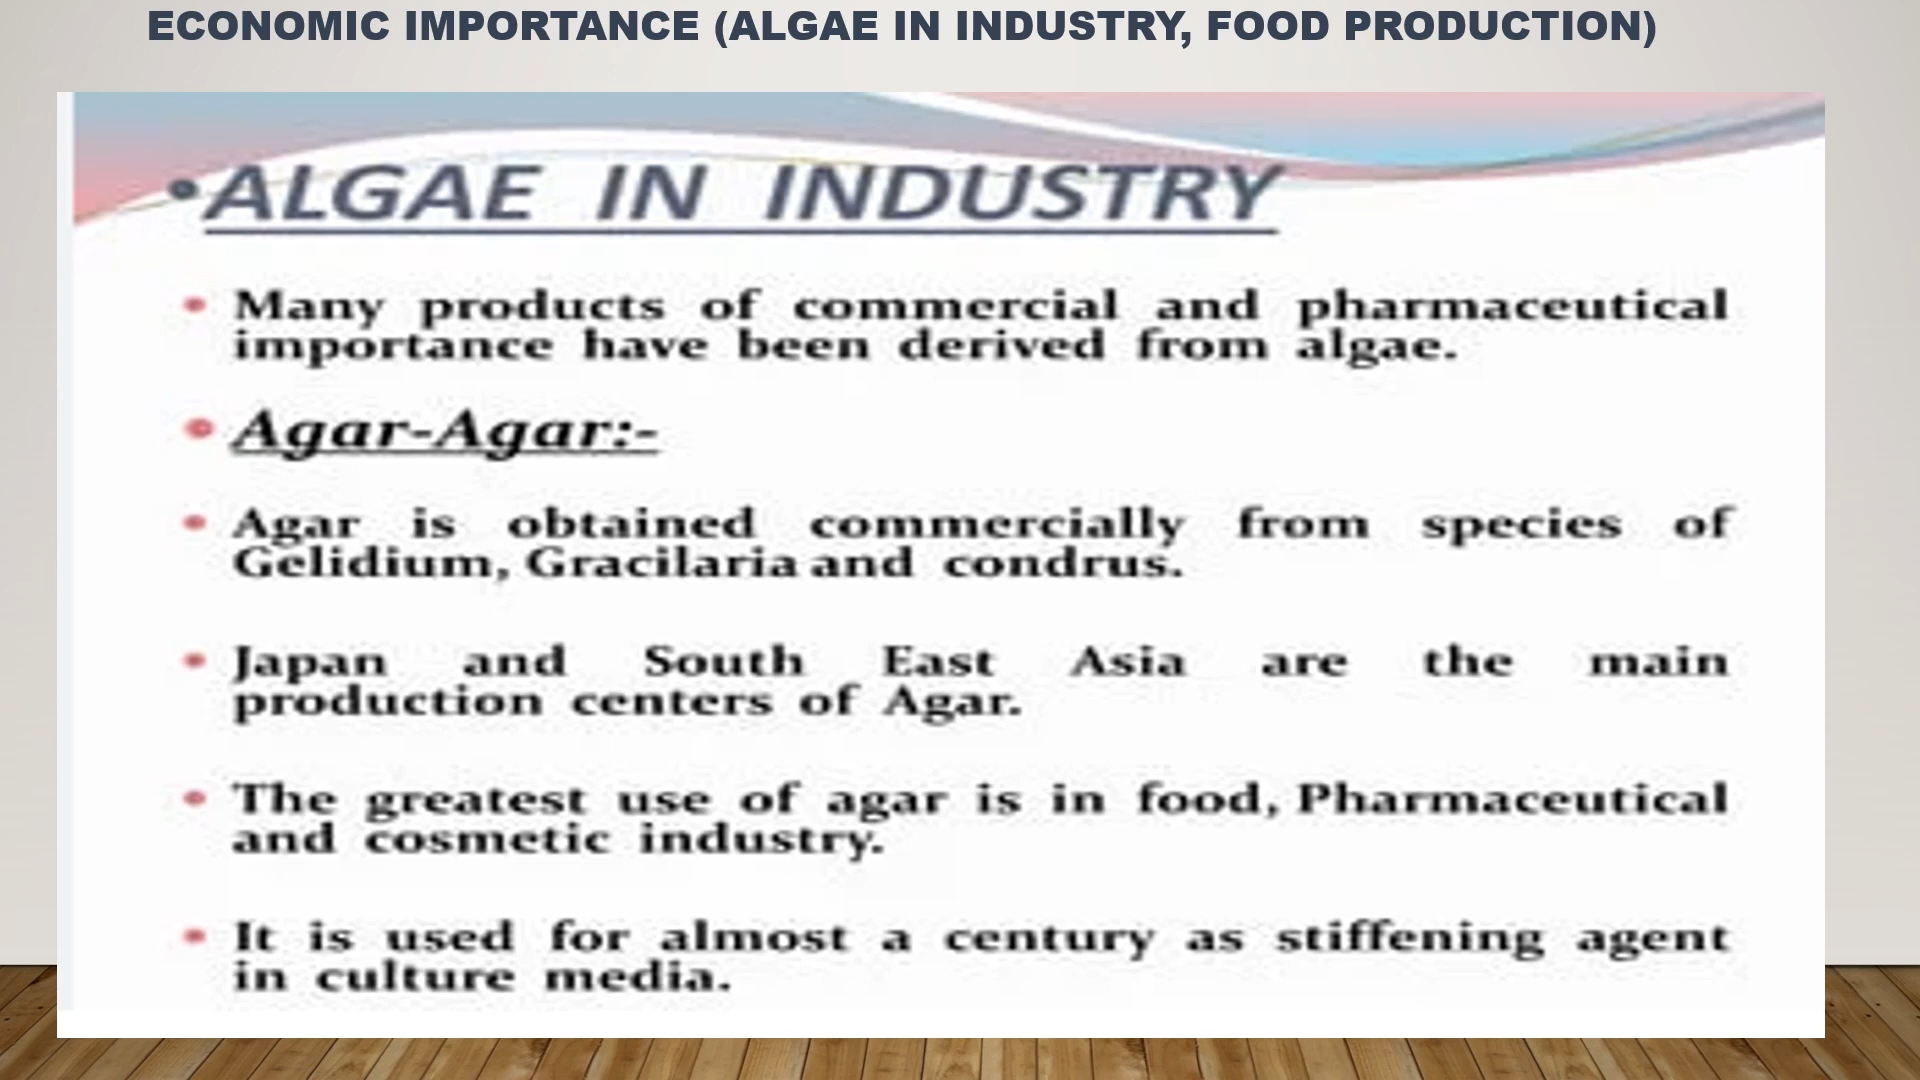 ECONOMIC IMPORTANCE (ALGAE IN INDUSTRY, FOOD PRODUCTION)
•ALGAE IN INDUSTRY
• Many products of commercial and pharmaceutical
importance have been derived from algae.
• Agar-Agar:-
• Agar is obtained commercially from species of
Gelidium, Gracilaria and condrus.
• Japan and South East Asia are the main
production centers of Agar.
• The greatest use of agar is in food, Pharmaceutical
and cosmetic industry.
• It is used for almost a century as stiffening agent
in culture media.